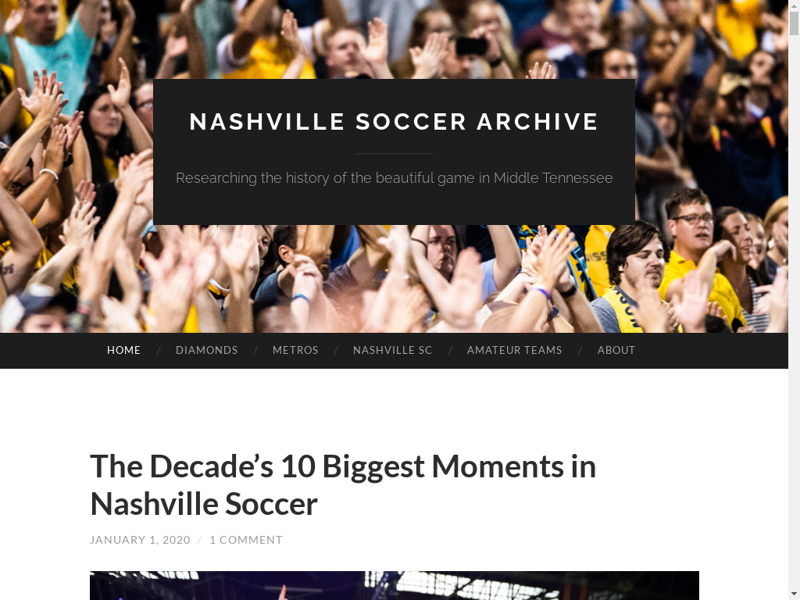 NASHVILLE SOCCER ARCHIVE
Researching the history of the beautiful game in Middle Tennessee
HOME / DIAMONDS / METROS / NASHVILLE SC / AMATEUR TEAMS / ABOUT
The Decade’s 10 Biggest Moments in
Nashville Soccer
JANUARY 1, 2020 / 1 COMMENT